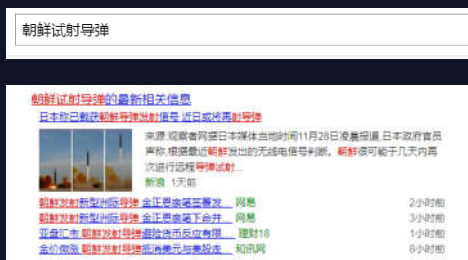 朝鲜试射导弹
朝鲜试射导弹的最新相关信息
日本称已截获朝鲜导弹发射信号 近日或将再射导弹
来源 观察者网据日本媒体当地时间11月28日凌晨报道,日本政府官员
声称,根据最近朝鲜发出的无线电信号判断。朝鲜很可能于几天内再
次进行远程导弹试射...
新浪 1天前
朝鲜发射新型洲际导弹 金正恩亲笔签署发... 网易 2小时前
朝鲜发射新型洲际导弹 金正恩亲笔下命并... 网易 3小时前
亚盘汇市 朝鲜发射导弹避险货币反应有限... 理财18 1小时前
金价微涨 朝鲜发射导弹抵消美元与美股走... 和讯网 6小时前